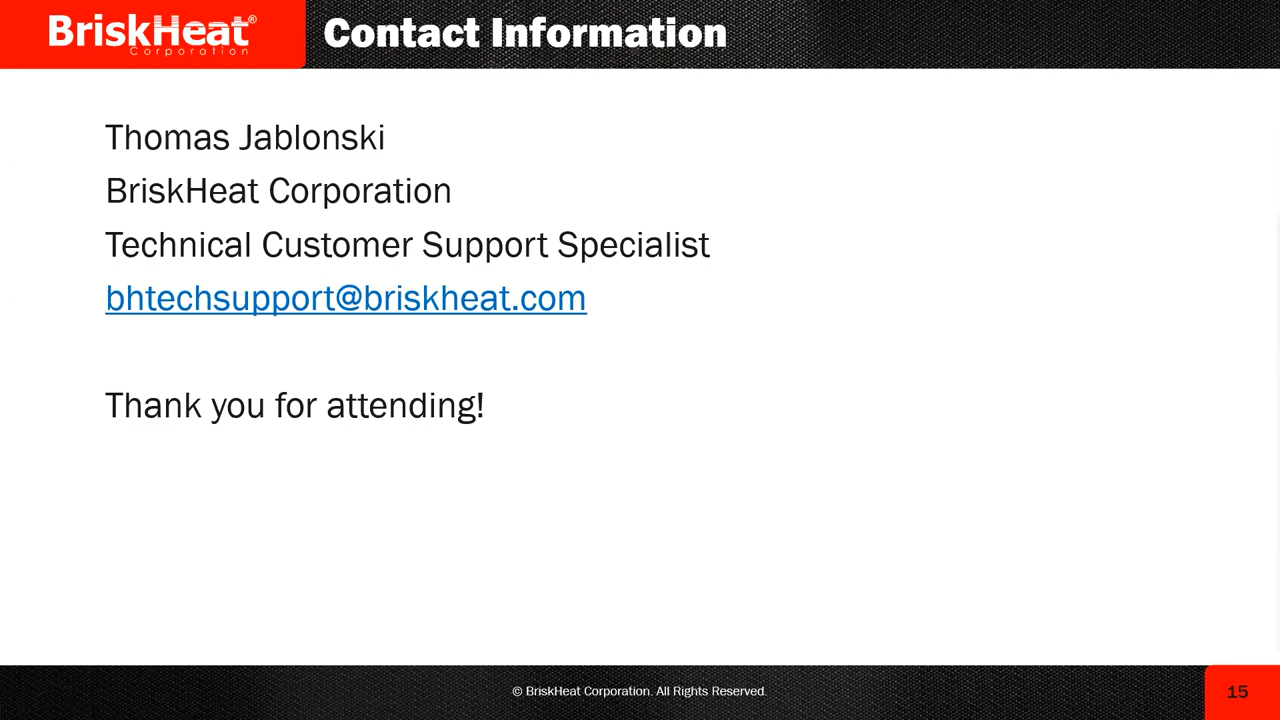 BriskHeat®
Corporation
Contact Information
Thomas Jablonski
BriskHeat Corporation
Technical Customer Support Specialist
bhtechsupport@briskheat.com
Thank you for attending!
© BriskHeat Corporation. All Rights Reserved.
15